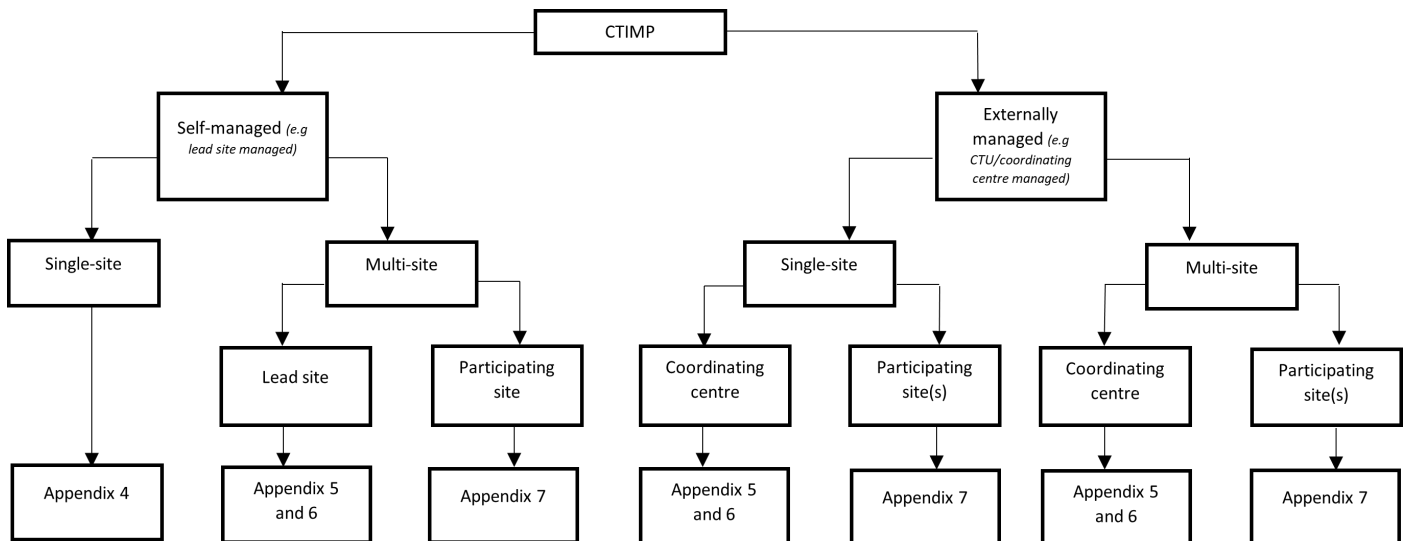 CTIMP
Self-managed (e.g
lead site managed)
Externally
managed (e.g
CTU/coordinating
centre managed)
Single-site
Multi-site
Single-site
Multi-site
Lead site
Participating
site
Coordinating
centre
Participating
site(s)
Coordinating
centre
Participating
site(s)
Appendix 4
Appendix 5
and 6
Appendix 7
Appendix 5
and 6
Appendix 7
Appendix 5
and 6
Appendix 7